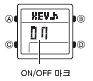 Ⓐ Ⓑ
KEY♪
ON
Ⓒ Ⓓ
ON/OFF 마크